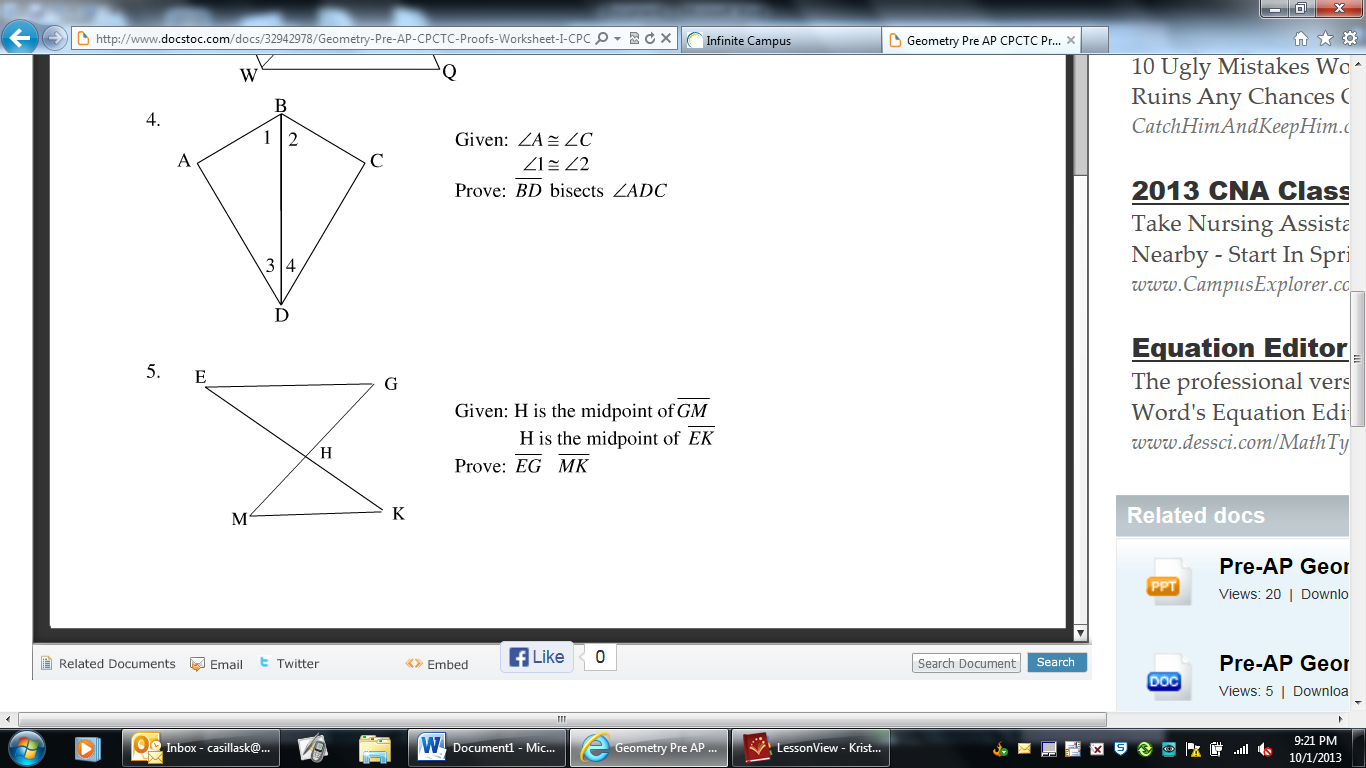 http://www.docstoc.com/docs/32942978/Geometry-Pre-AP-CPCTC-Proofs-Worksheet-I-CPC
Infinite Campus
Geometry Pre AP CPCTC Pr...
W
Q
4.
B
1 2
A
C
3 4
D
Given: ∠A ≅ ∠C
∠1 ≅ ∠2
Prove: B̅D̅ bisects ∠ADC
5.
E
G
H
M
K
Given: H is the midpoint of G̅M̅
H is the midpoint of E̅K̅
Prove: E̅G̅ M̅K̅
10 Ugly Mistakes Wo
Ruins Any Chances
CatchHimAndKeepHim.c
2013 CNA Class
Take Nursing Assista
Nearby - Start In Spri
www.CampusExplorer.co
Equation Editor
The professional vers
Word's Equation Edi
www.dessci.com/MathTy
Related docs
PPT
Pre-AP Geor
Views: 20 | Downlo
DOC
Pre-AP Geor
Views: 5 | Downloa
Related Documents
Email
Twitter
Embed
Like
0
Search Document
Search
Inbox - casillask@...
Document1 - Mic...
Geometry Pre AP ...
LessonView - Krist...
9:21 PM
10/1/2013